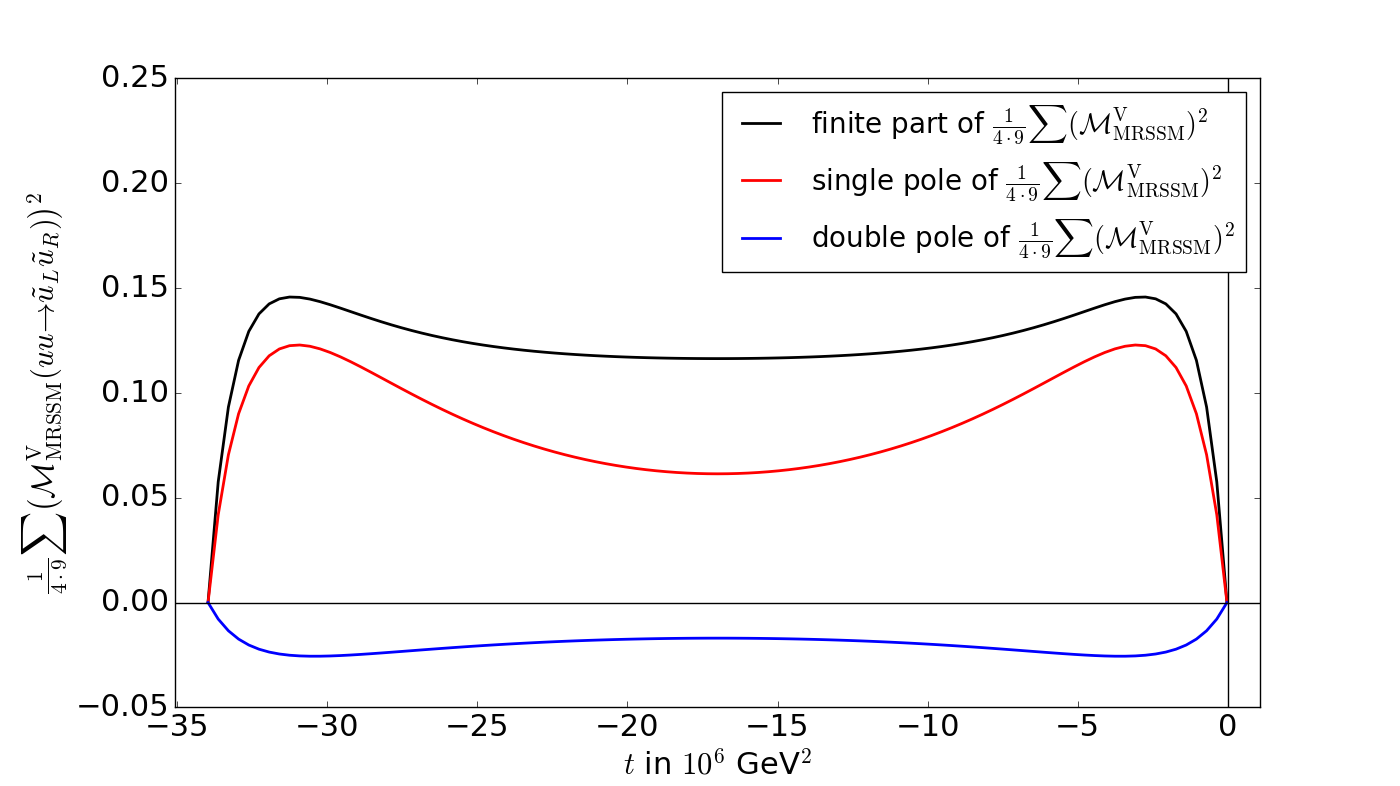 0.25
0.20
0.15
0.10
0.05
0.00
−0.05
−35 −30 −25 −20 −15 −10 −5 0
t in 10⁶ GeV²
$\frac{1}{4\cdot 9}\sum(\mathcal{M}^{\mathrm{V}}_{\mathrm{MRSSM}}(uu\to\tilde{u}_L\tilde{u}_R))^2$
finite part of $\frac{1}{4\cdot 9}\sum(\mathcal{M}^{\mathrm{V}}_{\mathrm{MRSSM}})^2$
single pole of $\frac{1}{4\cdot 9}\sum(\mathcal{M}^{\mathrm{V}}_{\mathrm{MRSSM}})^2$
double pole of $\frac{1}{4\cdot 9}\sum(\mathcal{M}^{\mathrm{V}}_{\mathrm{MRSSM}})^2$